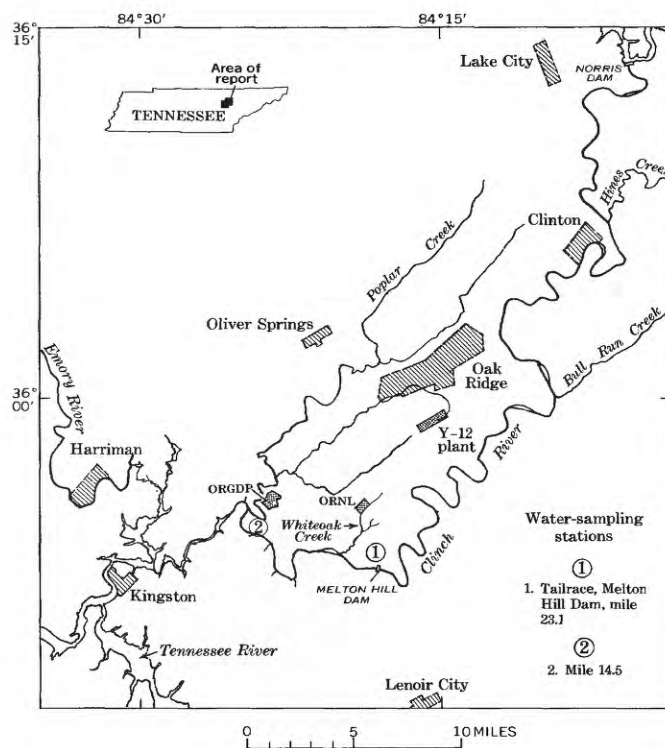 84°30'
84°15'
36°
15'
Lake City
NORRIS
DAM
Area of
report
TENNESSEE
Hines
Creek
Clinton
Poplar Creek
Oliver Springs
Oak
Ridge
Bull Run Creek
Emory River
36°
00'
Y-12
plant
Harriman
River
ORGDP
ORNL
Whiteoak
Creek
Clinch
MELTON HILL
DAM
Kingston
Tennessee River
Lenoir City
Water-sampling
stations
1
1. Tailrace, Melton
Hill Dam, mile
23.1
2
2. Mile 14.5
1
2
0 5 10 MILES